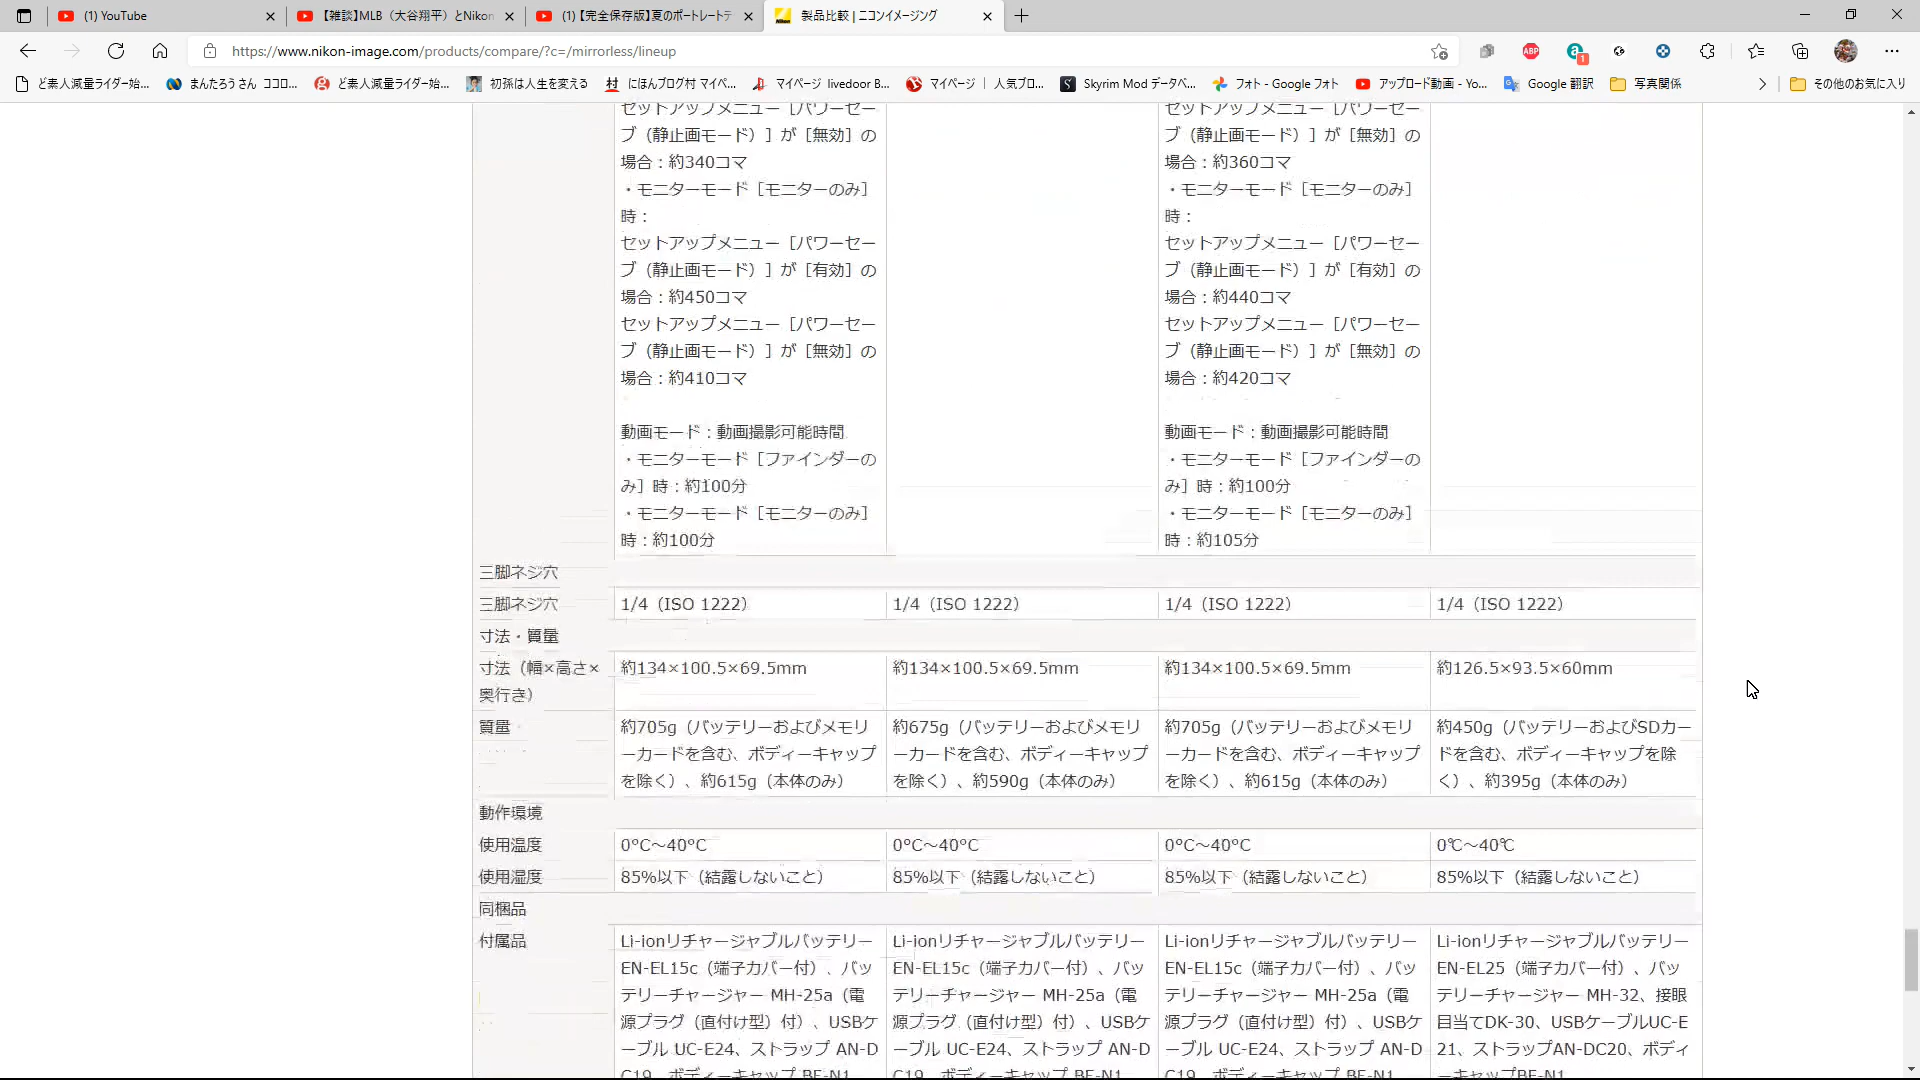 (1) YouTube
【雑談】MLB（大谷翔平）とNikon
(1) 【完全保存版】夏のポートレートテ
製品比較 | ニコンイメージング
https://www.nikon-image.com/products/compare/?c=/mirrorless/lineup
ど素人減量ライダー始...
まんたろうさん ココロ...
ど素人減量ライダー始...
初孫は人生を変える
にほんブログ村 マイペ...
マイページ livedoor B...
マイページ | 人気ブロ...
Skyrim Mod データベ...
フォト - Google フォト
アップロード動画 - Yo...
Google 翻訳
写真関係
その他のお気に入り
セットアップメニュー［パワーセー
ブ（静止画モード）］が［無効］の
場合：約340コマ
・モニターモード［モニターのみ］
時：
セットアップメニュー［パワーセー
ブ（静止画モード）］が［有効］の
場合：約450コマ
セットアップメニュー［パワーセー
ブ（静止画モード）］が［無効］の
場合：約410コマ
動画モード：動画撮影可能時間
・モニターモード［ファインダーの
み］時：約100分
・モニターモード［モニターのみ］
時：約100分
セットアップメニュー［パワーセー
ブ（静止画モード）］が［無効］の
場合：約360コマ
・モニターモード［モニターのみ］
時：
セットアップメニュー［パワーセー
ブ（静止画モード）］が［有効］の
場合：約440コマ
セットアップメニュー［パワーセー
ブ（静止画モード）］が［無効］の
場合：約420コマ
動画モード：動画撮影可能時間
・モニターモード［ファインダーの
み］時：約100分
・モニターモード［モニターのみ］
時：約105分
三脚ネジ穴
三脚ネジ穴
1/4（ISO 1222）
1/4（ISO 1222）
1/4（ISO 1222）
1/4（ISO 1222）
寸法・質量
寸法（幅×高さ×
奥行き）
約134×100.5×69.5mm
約134×100.5×69.5mm
約134×100.5×69.5mm
約126.5×93.5×60mm
質量
約705g（バッテリーおよびメモリ
ーカードを含む、ボディーキャップ
を除く）、約615g（本体のみ）
約675g（バッテリーおよびメモリ
ーカードを含む、ボディーキャップ
を除く）、約590g（本体のみ）
約705g（バッテリーおよびメモリ
ーカードを含む、ボディーキャップ
を除く）、約615g（本体のみ）
約450g（バッテリーおよびSDカー
ドを含む、ボディーキャップを除
く）、約395g（本体のみ）
動作環境
使用温度
0°C～40°C
0°C～40°C
0°C～40°C
0℃～40℃
使用湿度
85%以下（結露しないこと）
85%以下（結露しないこと）
85%以下（結露しないこと）
85%以下（結露しないこと）
同梱品
付属品
Li-ionリチャージャブルバッテリー
EN-EL15c（端子カバー付）、バッ
テリーチャージャー MH-25a（電
源プラグ（直付け型）付）、USBケ
ーブル UC-E24、ストラップ AN-D
C19、ボディーキャップ BF-N1
Li-ionリチャージャブルバッテリー
EN-EL15c（端子カバー付）、バッ
テリーチャージャー MH-25a（電
源プラグ（直付け型）付）、USBケ
ーブル UC-E24、ストラップ AN-D
C19、ボディーキャップ BF-N1
Li-ionリチャージャブルバッテリー
EN-EL15c（端子カバー付）、バッ
テリーチャージャー MH-25a（電
源プラグ（直付け型）付）、USBケ
ーブル UC-E24、ストラップ AN-D
C19、ボディーキャップ BF-N1
Li-ionリチャージャブルバッテリー
EN-EL25（端子カバー付）、バッ
テリーチャージャー MH-32、接眼
目当てDK-30、USBケーブルUC-E
21、ストラップAN-DC20、ボディ
ーキャップBF-N1